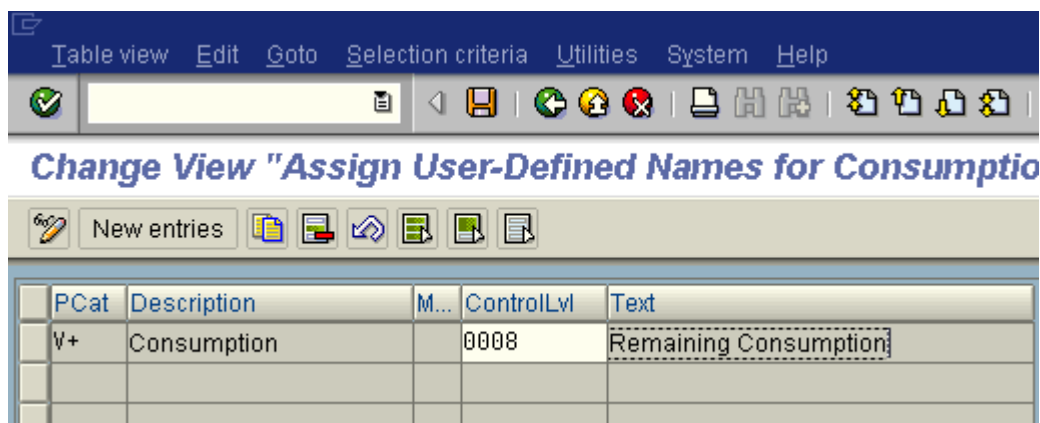 Table view Edit Goto Selection criteria Utilities System Help
Change View "Assign User-Defined Names for Consumptio
New entries
PCat Description M... ControlLvl Text
V+ Consumption 0008 Remaining Consumption